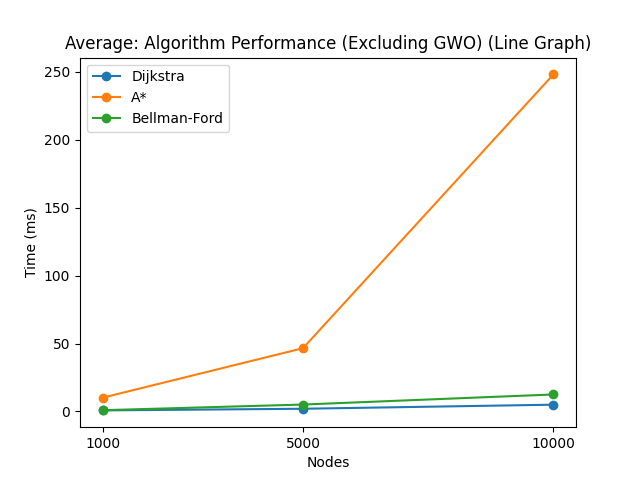 Average: Algorithm Performance (Excluding GWO) (Line Graph)
Dijkstra
A*
Bellman-Ford
Time (ms)
250
200
150
100
50
0
1000
5000
10000
Nodes